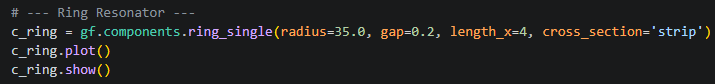 # --- Ring Resonator ---
c_ring = gf.components.ring_single(radius=35.0, gap=0.2, length_x=4, cross_section='strip')
c_ring.plot()
c_ring.show()